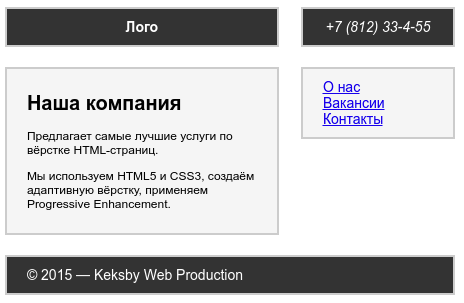 Лого
+7 (812) 33-4-55
Наша компания
Предлагает самые лучшие услуги по
вёрстке HTML-страниц.
Мы используем HTML5 и CSS3, создаём
адаптивную вёрстку, применяем
Progressive Enhancement.
О нас
Вакансии
Контакты
© 2015 — Keksby Web Production